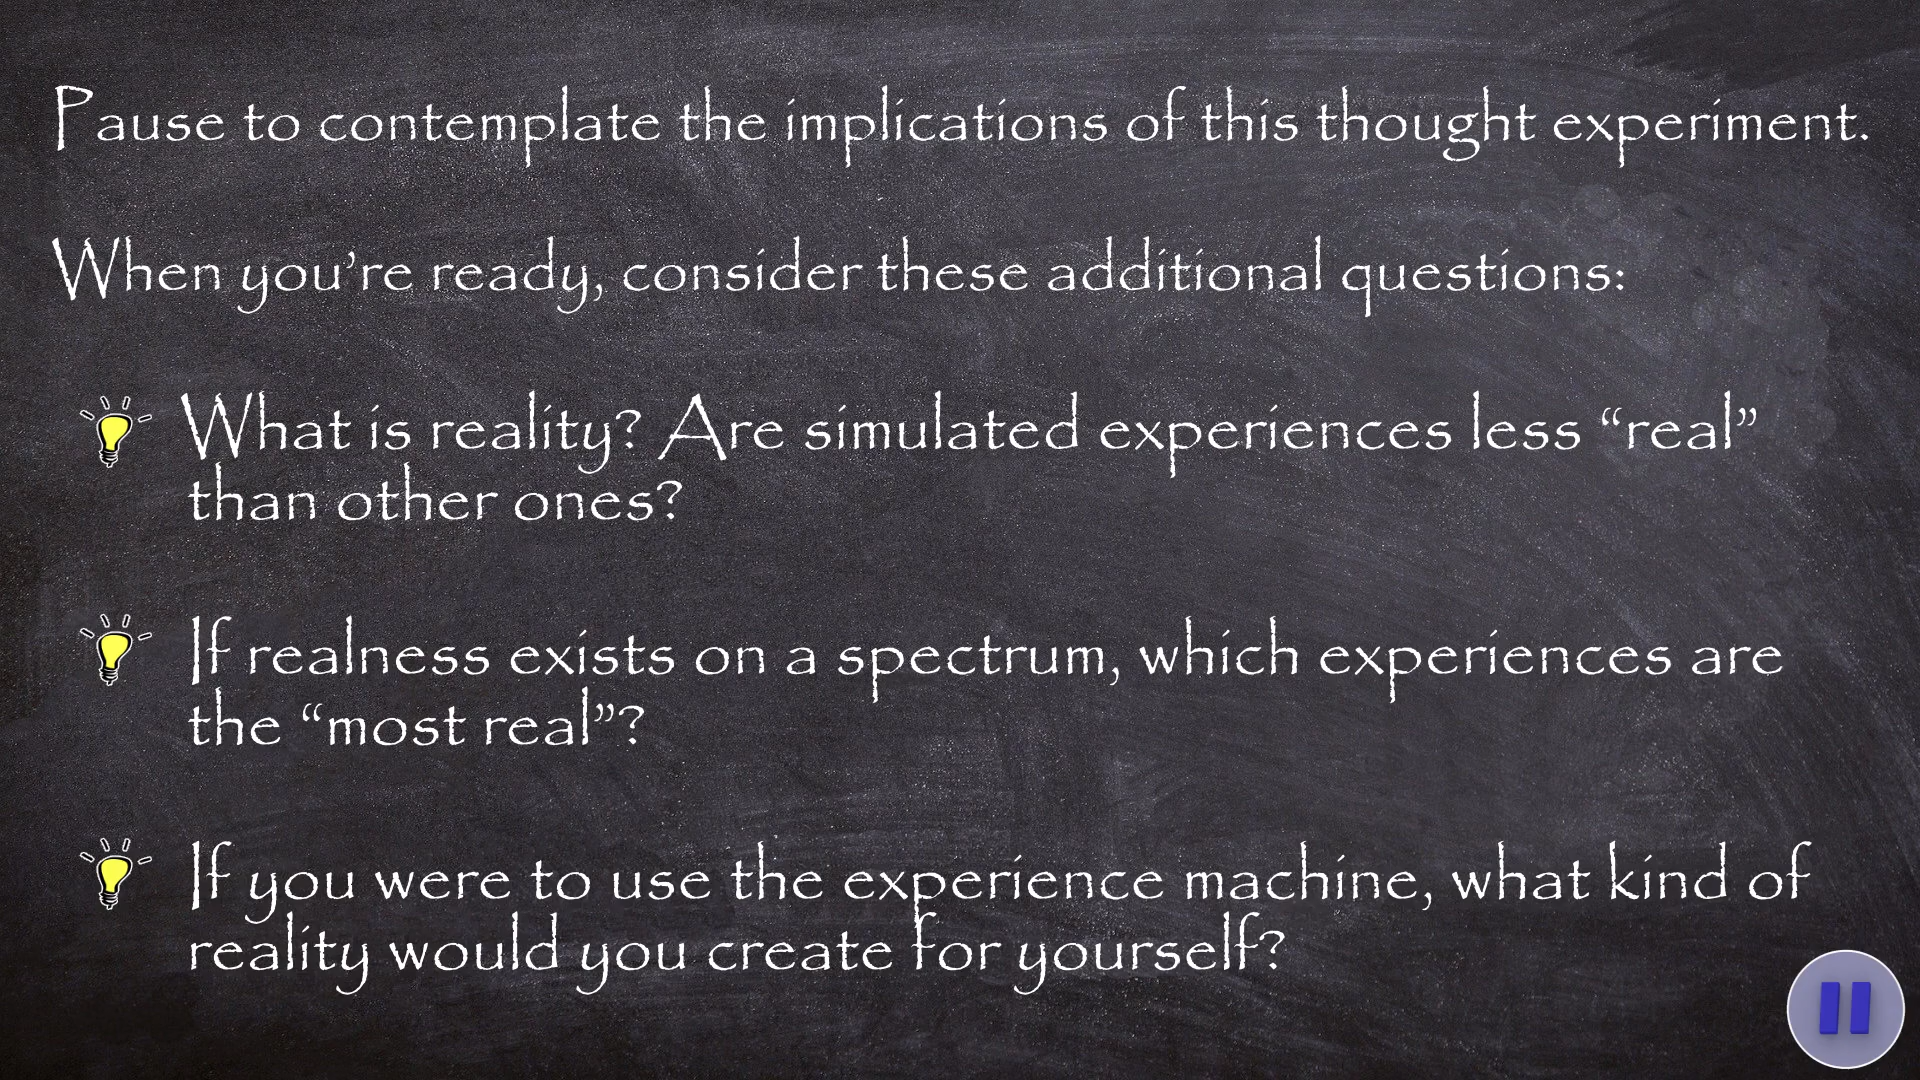 Pause to contemplate the implications of this thought experiment.
When you’re ready, consider these additional questions:
What is reality? Are simulated experiences less “real”
than other ones?
If realness exists on a spectrum, which experiences are
the “most real”?
If you were to use the experience machine, what kind of
reality would you create for yourself?